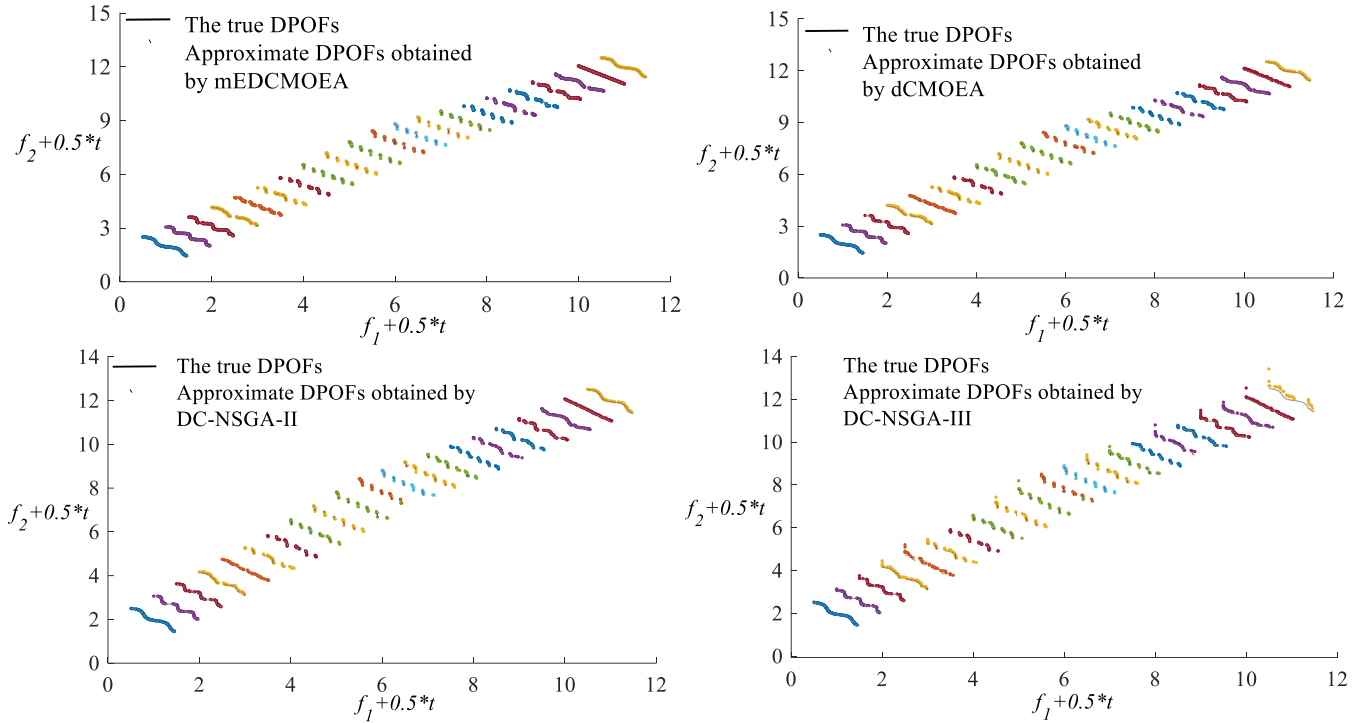 15
12
9
6
3
0
0 2 4 6 8 10 12
f2+0.5*t
f1+0.5*t
The true DPOFs
Approximate DPOFs obtained
by mEDCMOEA
15
12
9
6
3
0
0 2 4 6 8 10 12
f2+0.5*t
f1+0.5*t
The true DPOFs
Approximate DPOFs obtained
by dCMOEA
14
12
10
8
6
4
2
0
0 2 4 6 8 10 12
f2+0.5*t
f1+0.5*t
The true DPOFs
Approximate DPOFs obtained by
DC-NSGA-II
14
12
10
8
6
4
2
0
0 2 4 6 8 10 12
f2+0.5*t
f1+0.5*t
The true DPOFs
Approximate DPOFs obtained by
DC-NSGA-III